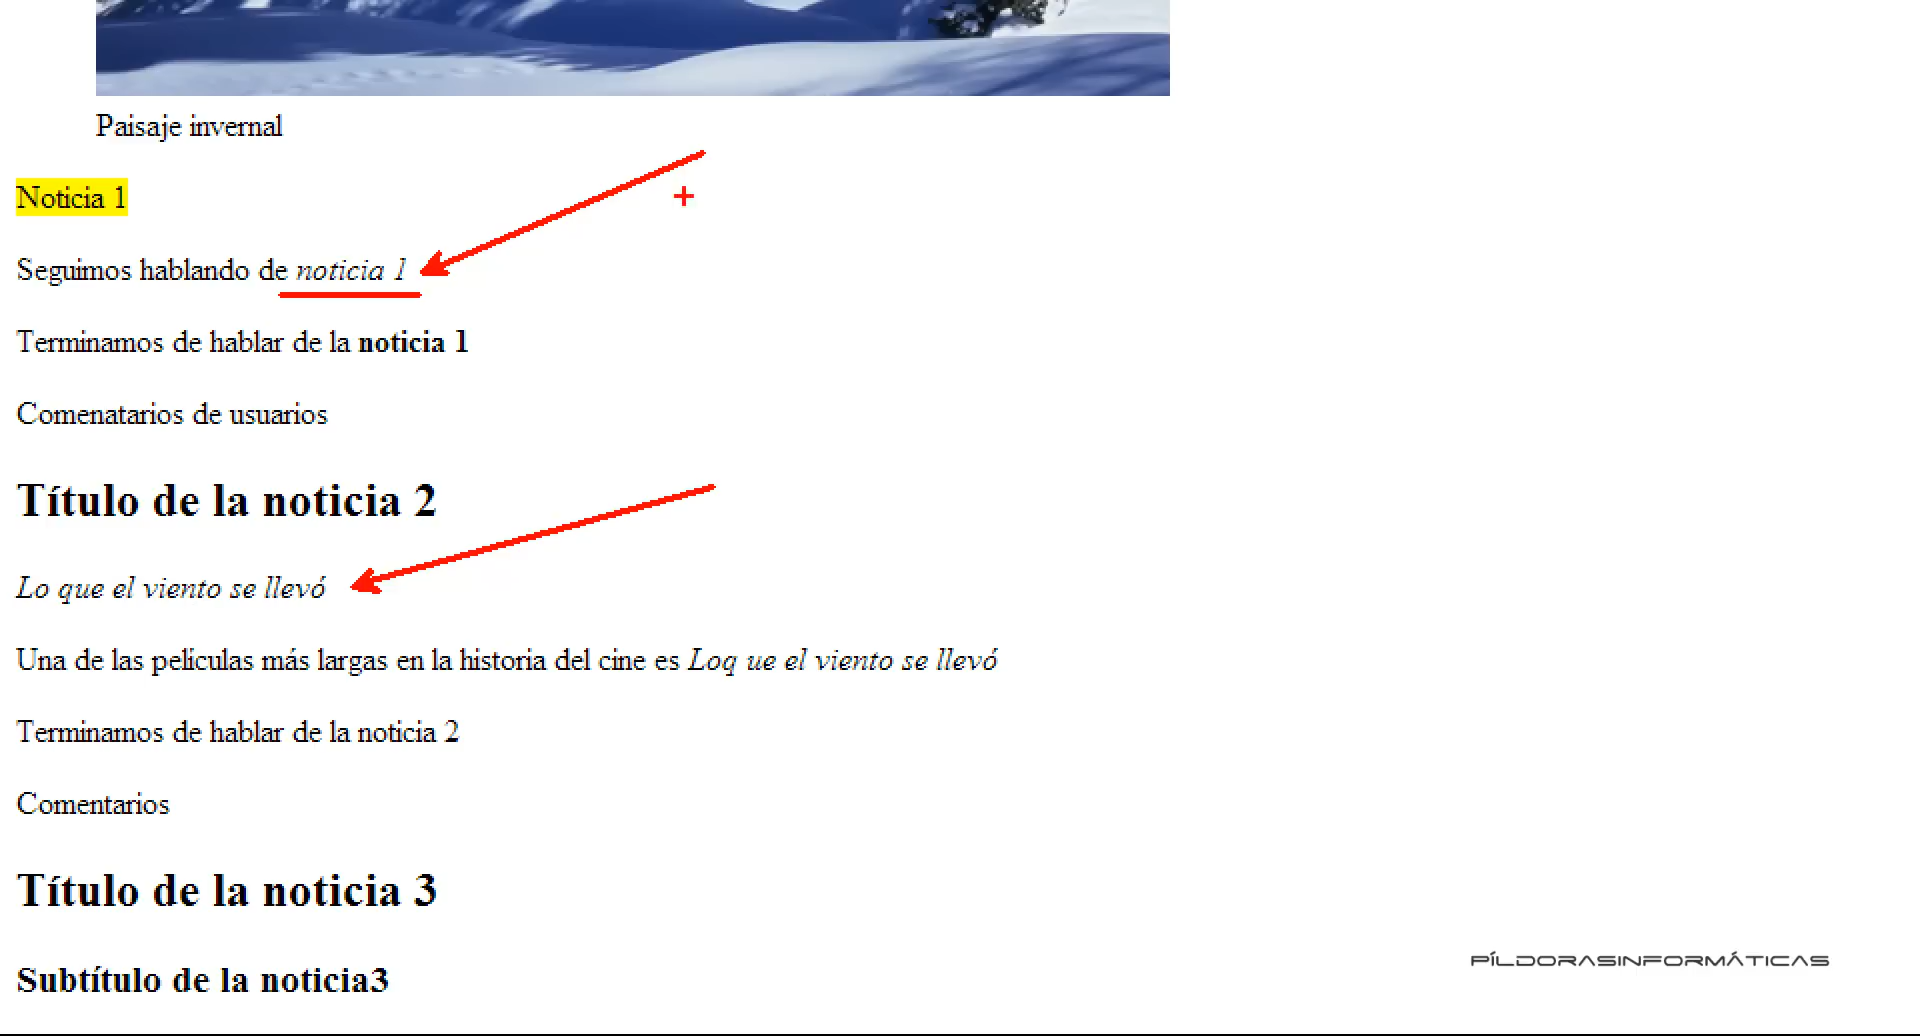 Paisaje invernal
Noticia 1
Seguimos hablando de noticia 1
Terminamos de hablar de la noticia 1
Comenatarios de usuarios
Título de la noticia 2
Lo que el viento se llevó
Una de las películas más largas en la historia del cine es Loq ue el viento se llevó
Terminamos de hablar de la noticia 2
Comentarios
Título de la noticia 3
Subtítulo de la noticia3
PÍLDORASINFORMÁTICAS